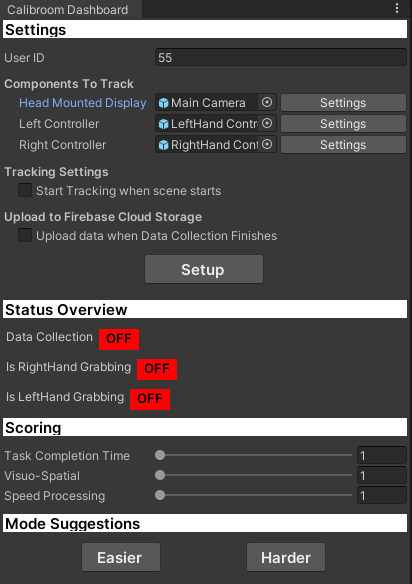 Calibroom Dashboard
Settings
User ID 55
Components To Track
Head Mounted Display Main Camera Settings
Left Controller LeftHand Contr Settings
Right Controller RightHand Cont Settings
Tracking Settings
Start Tracking when scene starts
Upload to Firebase Cloud Storage
Upload data when Data Collection Finishes
Setup
Status Overview
Data Collection OFF
Is RightHand Grabbing OFF
Is LeftHand Grabbing OFF
Scoring
Task Completion Time 1
Visuo-Spatial 1
Speed Processing 1
Mode Suggestions
Easier Harder